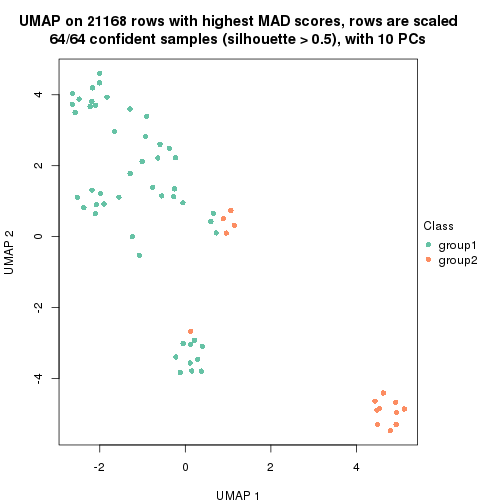 UMAP on 21168 rows with highest MAD scores, rows are scaled
64/64 confident samples (silhouette > 0.5), with 10 PCs
4
2
0
-2
-4
UMAP 2
-2
0
2
4
UMAP 1
Class
group1
group2